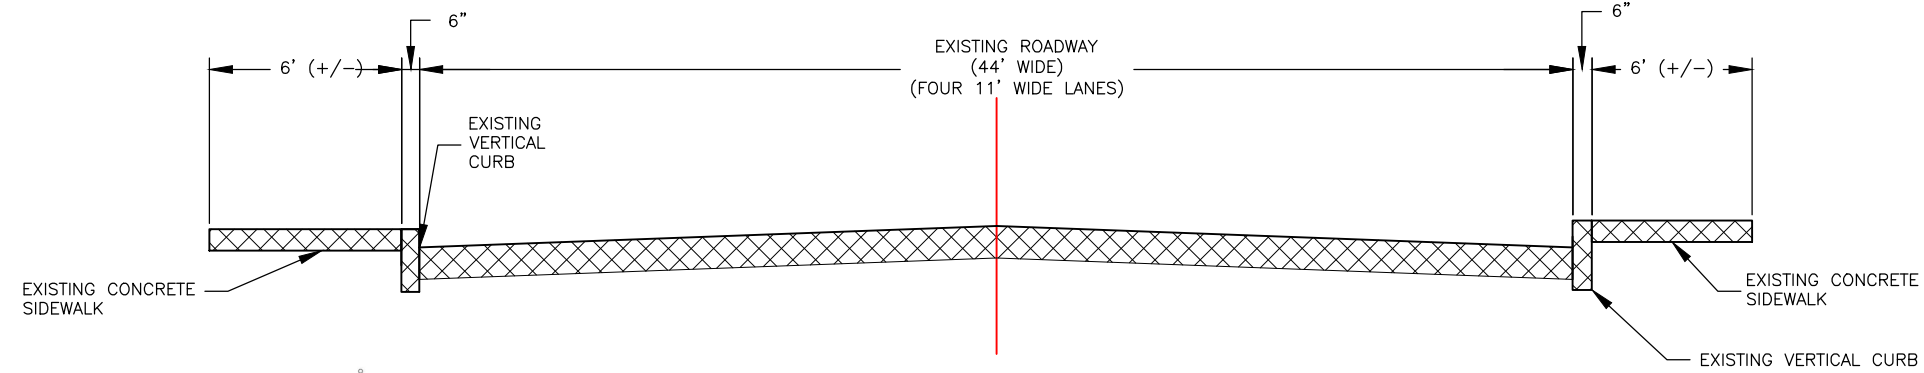 6"
6"
EXISTING ROADWAY
(44' WIDE)
(FOUR 11' WIDE LANES)
6' (+/-)
6' (+/-)
EXISTING
VERTICAL
CURB
EXISTING CONCRETE
SIDEWALK
EXISTING CONCRETE
SIDEWALK
EXISTING VERTICAL CURB